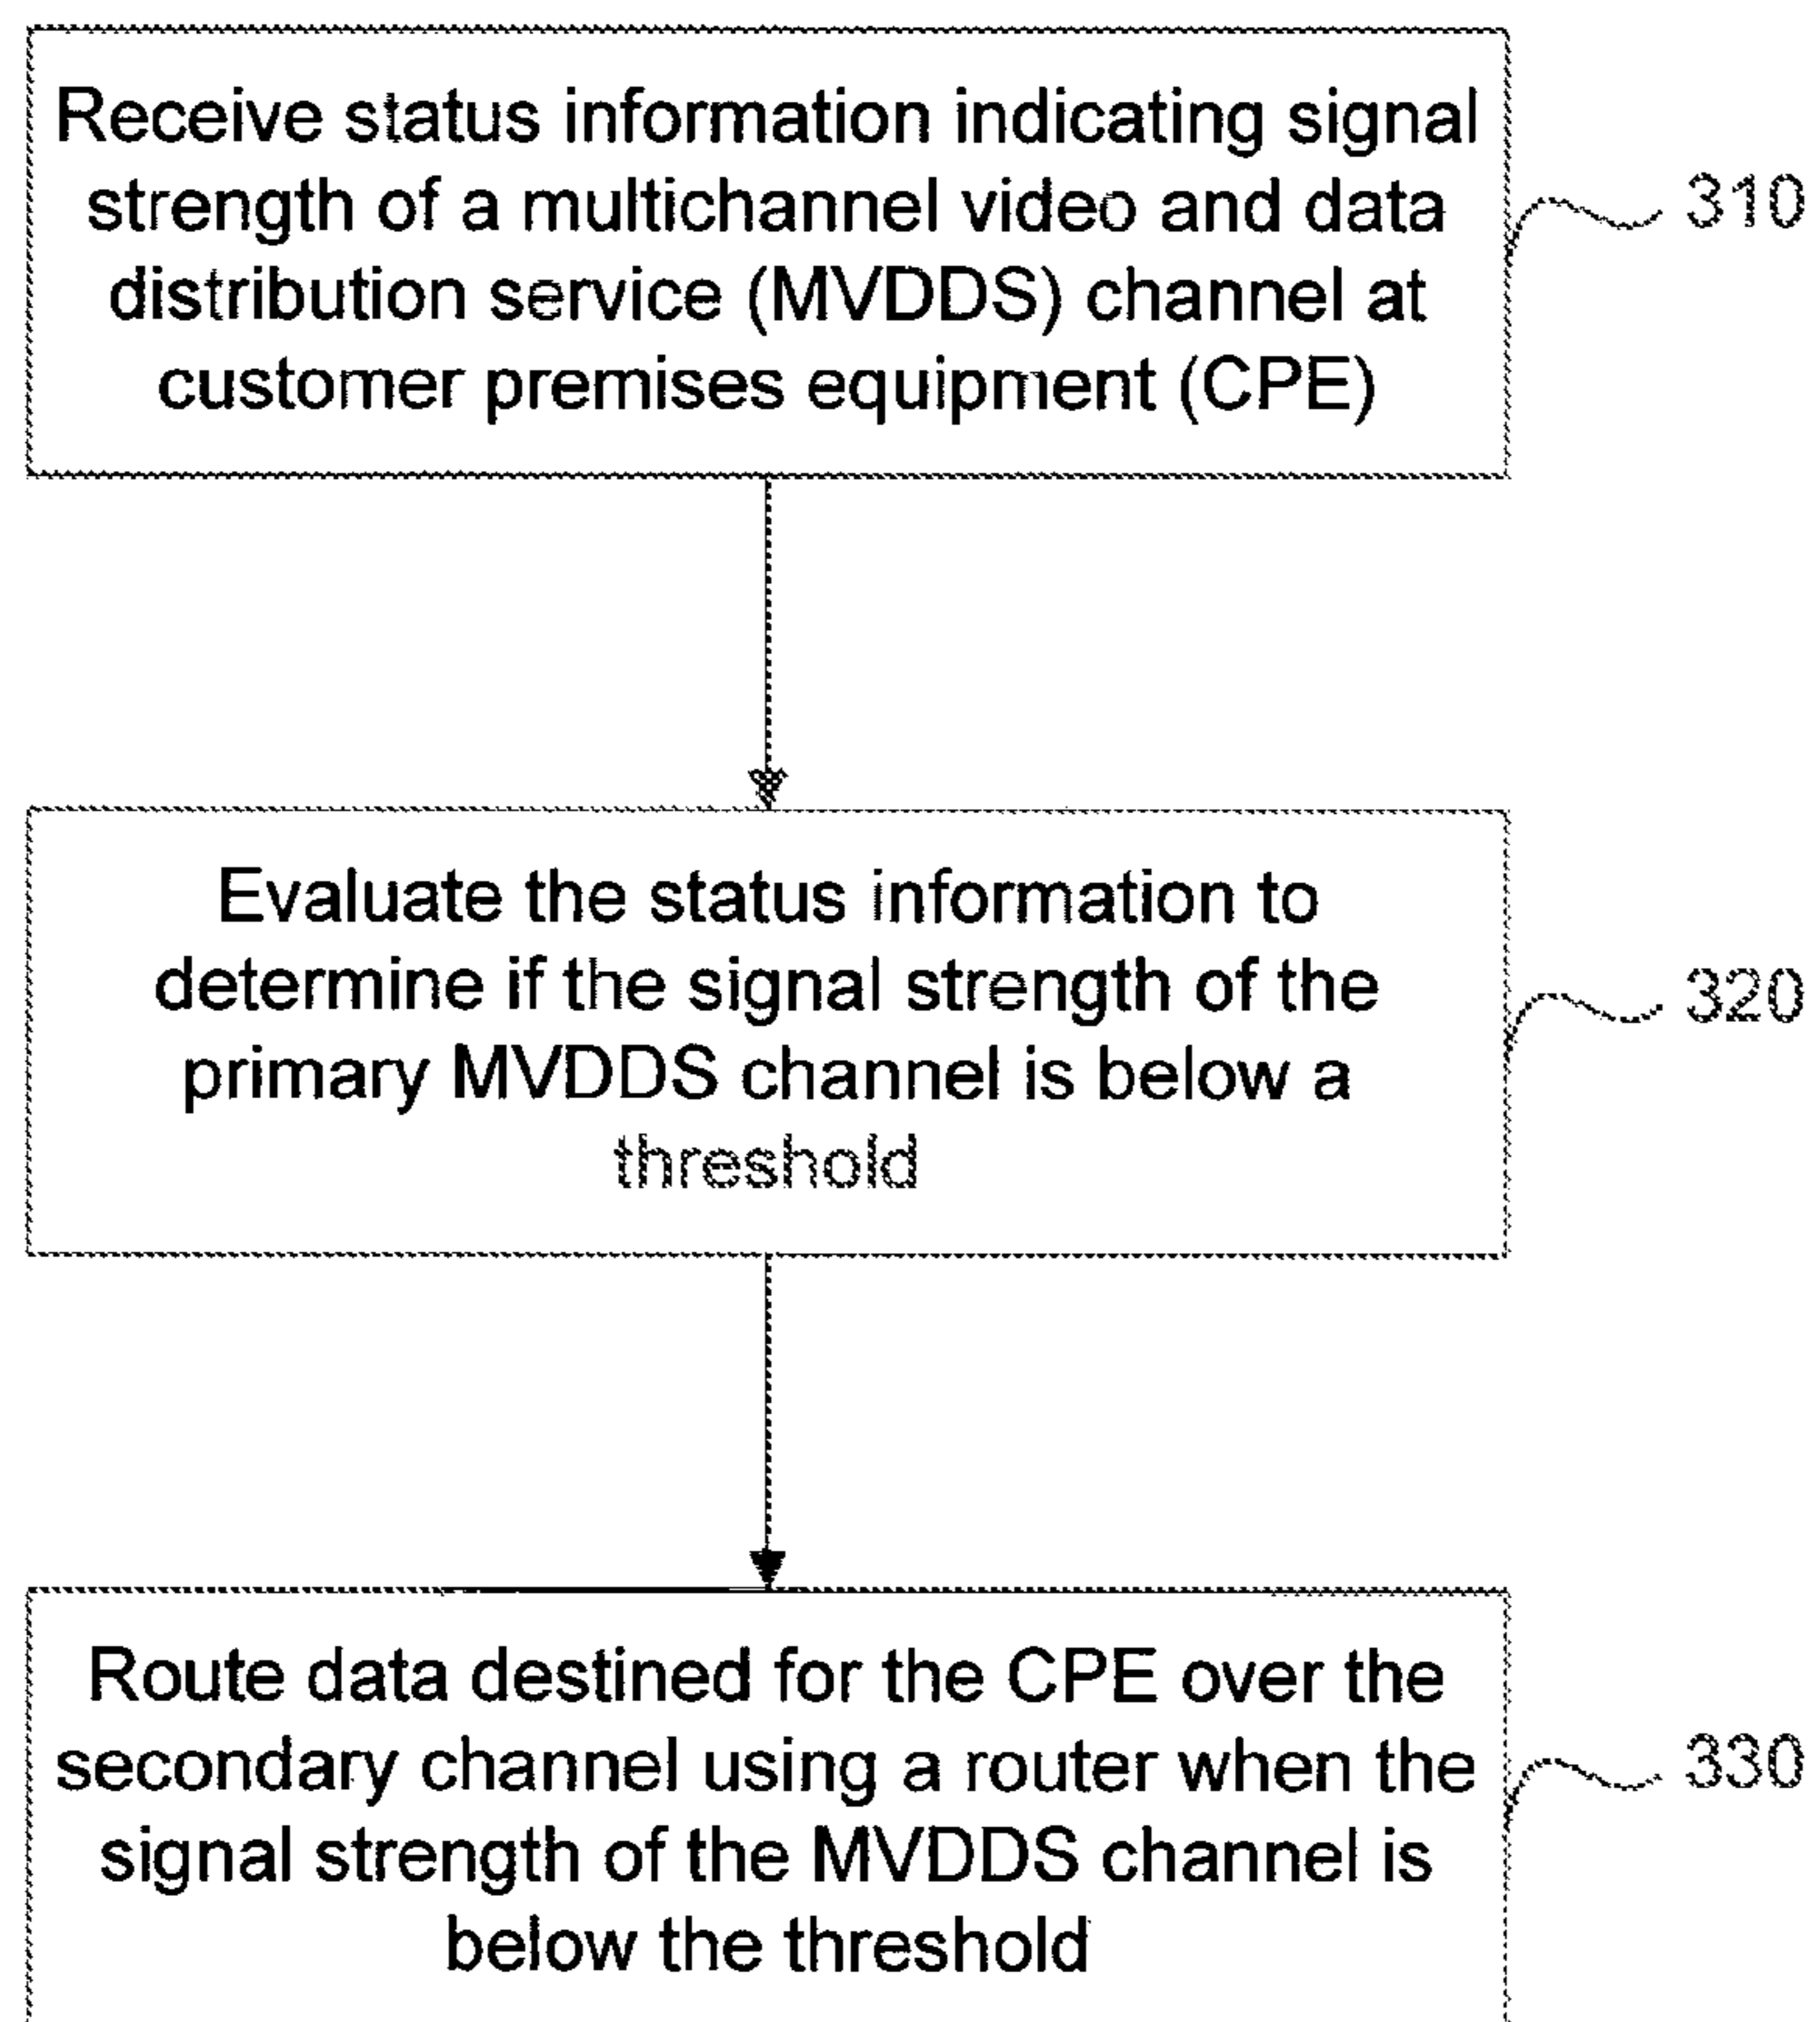 Receive status information indicating signal
strength of a multichannel video and data
distribution service (MVDDS) channel at
customer premises equipment (CPE)
310
Evaluate the status information to
determine if the signal strength of the
primary MVDDS channel is below a
threshold
320
Route data destined for the CPE over the
secondary channel using a router when the
signal strength of the MVDDS channel is
below the threshold
330